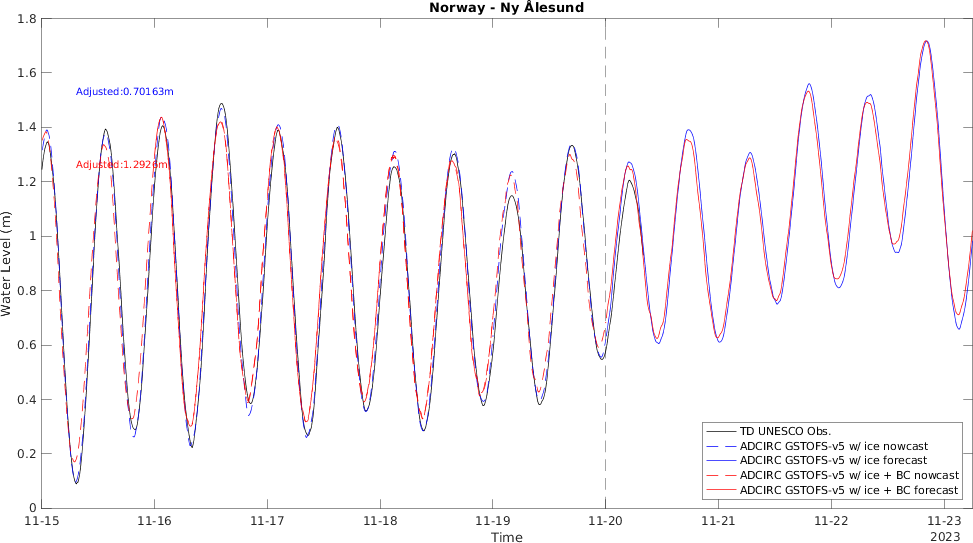 Norway - Ny Ålesund
1.8
1.6
1.4
1.2
1
0.8
0.6
0.4
0.2
0
Water Level (m)
Adjusted:0.70163m
Adjusted:1.2926m
TD UNESCO Obs.
ADCIRC GSTOFS-v5 w/ ice nowcast
ADCIRC GSTOFS-v5 w/ ice forecast
ADCIRC GSTOFS-v5 w/ ice + BC nowcast
ADCIRC GSTOFS-v5 w/ ice + BC forecast
11-15 11-16 11-17 11-18 11-19 11-20 11-21 11-22 11-23
Time 2023